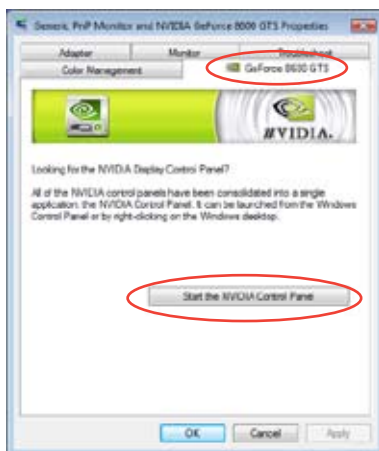 Generic PnP Monitor and NVIDIA GeForce 8600 GTS Properties
Adapter Monitor Troubleshoot
Color Management GeForce 8600 GTS
NVIDIA.
Looking for the NVIDIA Display Control Panel?
All of the NVIDIA control panels have been consolidated into a single
application: the NVIDIA Control Panel. It can be launched from the Windows
Control Panel or by right-clicking on the Windows desktop.
Start the NVIDIA Control Panel
OK Cancel Apply